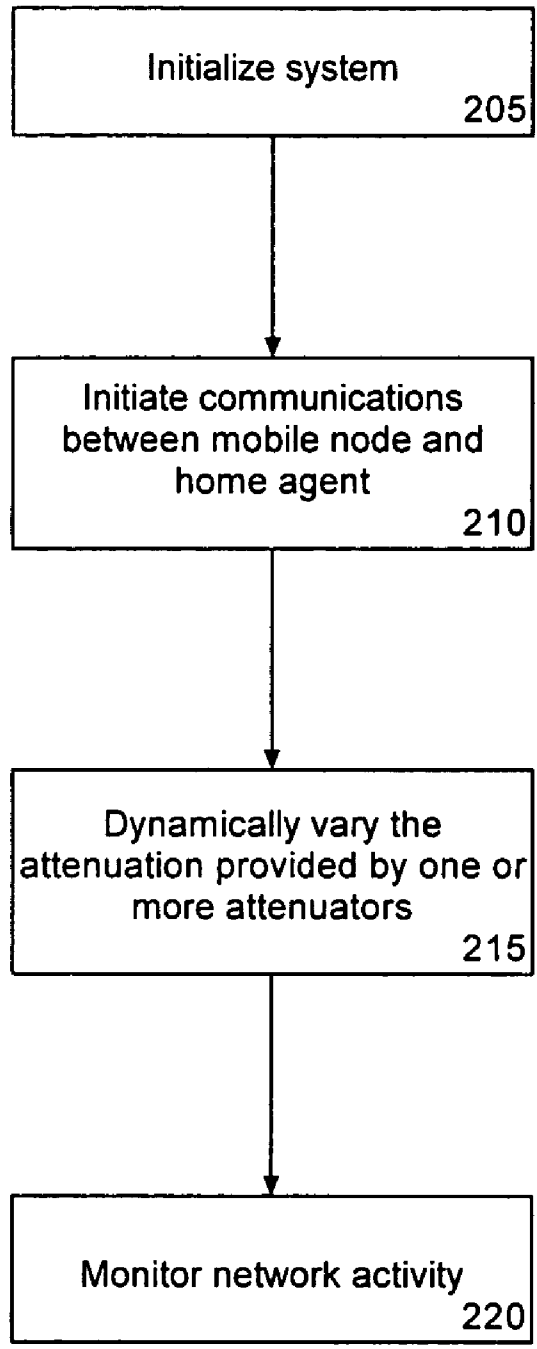 Initialize system
205
Initiate communications
between mobile node and
home agent
210
Dynamically vary the
attenuation provided by one or
more attenuators
215
Monitor network activity
220